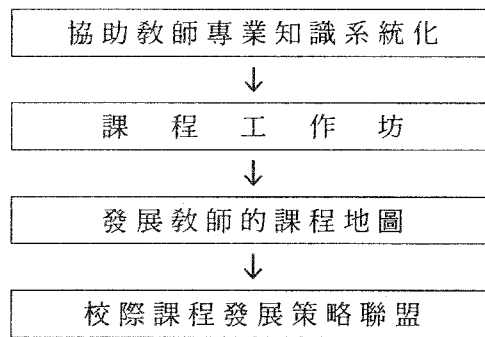 協助教師專業知識系統化
↓
課程工作坊
↓
發展教師的課程地圖
↓
校際課程發展策略聯盟